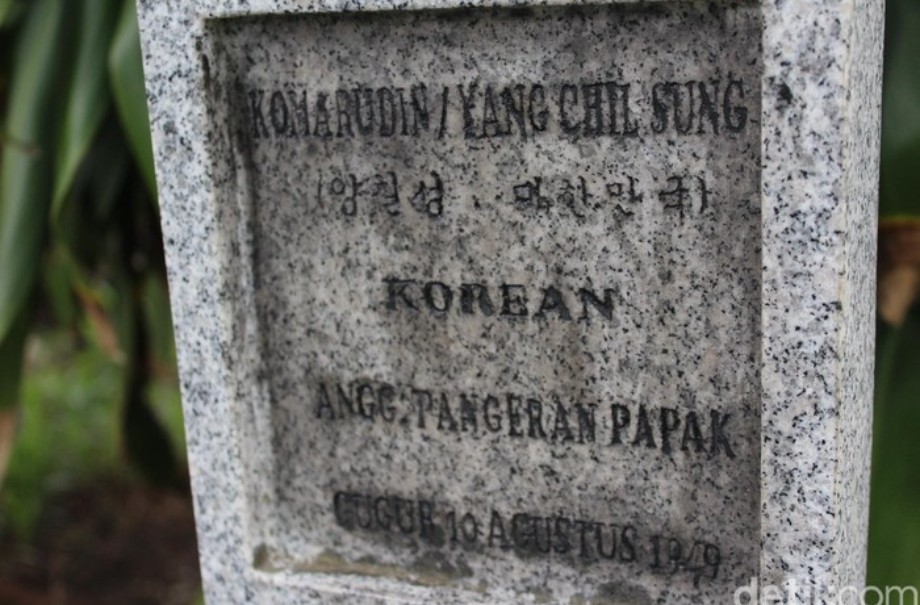 KOMARUDIN / YANG CHIL SUNG
(양칠성 . 대한민국)
KOREAN
ANGG. PANGERAN PAPAK
GUGUR 10 AGUSTUS 1949
detikcom